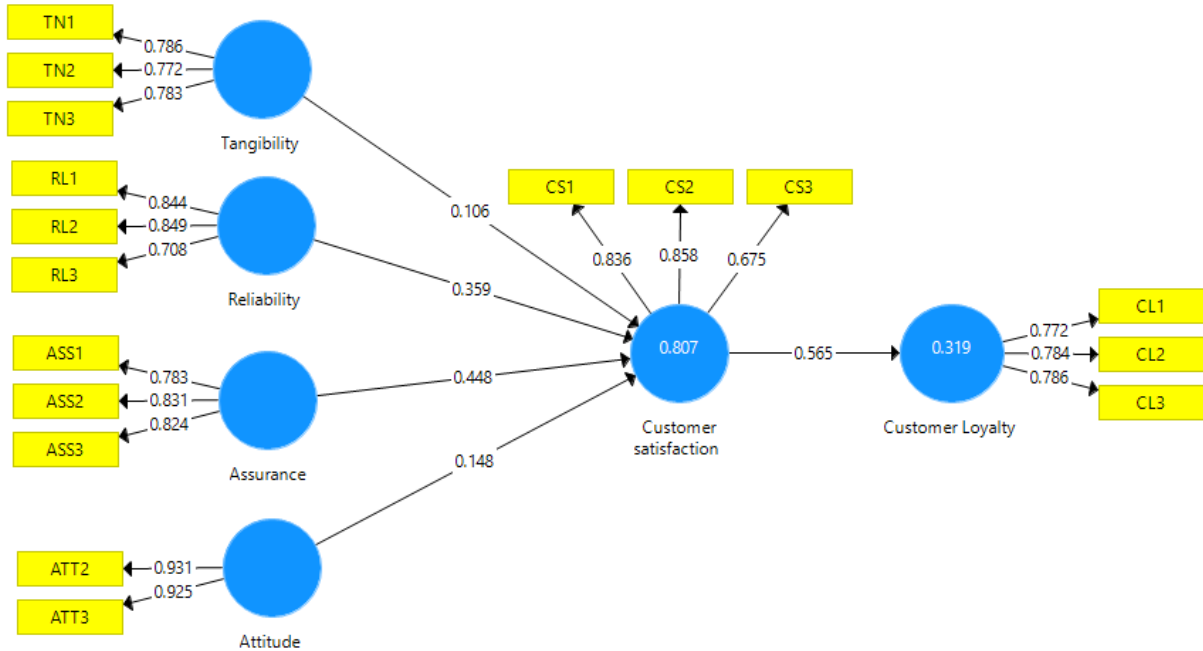 TN1
0.786
TN2
0.772
TN3
0.783
Tangibility
RL1
0.844
RL2
0.849
RL3
0.708
Reliability
ASS1
0.783
ASS2
0.831
ASS3
0.824
Assurance
ATT2
0.931
ATT3
0.925
Attitude
0.106
0.359
0.448
0.148
CS1
CS2
CS3
0.836
0.858
0.675
0.807
Customer
satisfaction
0.565
0.319
Customer Loyalty
CL1
0.772
CL2
0.784
CL3
0.786